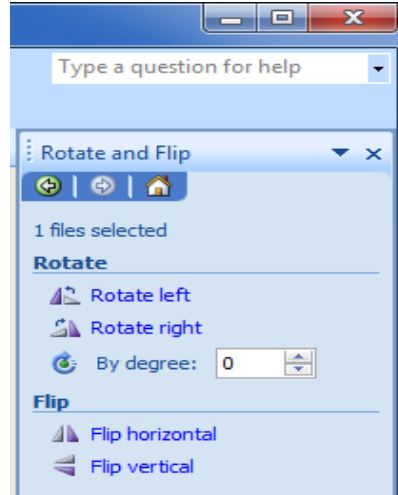 Type a question for help
Rotate and Flip
1 files selected
Rotate
Rotate left
Rotate right
By degree: 0
Flip
Flip horizontal
Flip vertical